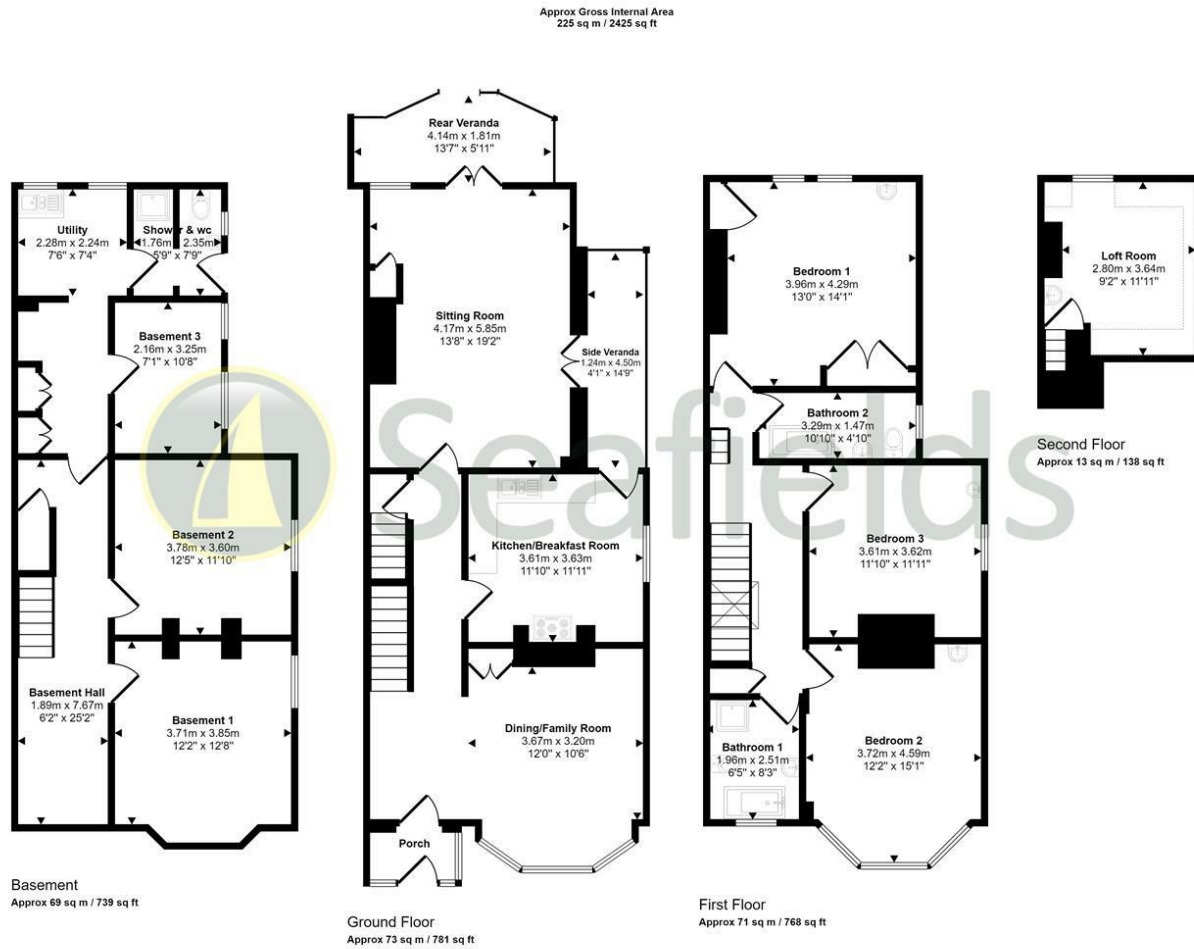 Approx Gross Internal Area
225 sq m / 2425 sq ft
Utility
2.28m x 2.24m
7'6" x 7'4"
Shower & wc
1.76m x 2.35m
5'9" x 7'9"
Basement 3
2.16m x 3.25m
7'1" x 10'8"
Basement 2
3.78m x 3.60m
12'5" x 11'10"
Basement Hall
1.89m x 7.67m
6'2" x 25'2"
Basement 1
3.71m x 3.85m
12'2" x 12'8"
Basement
Approx 69 sq m / 739 sq ft
Rear Veranda
4.14m x 1.81m
13'7" x 5'11"
Sitting Room
4.17m x 5.85m
13'8" x 19'2"
Side Veranda
1.24m x 4.50m
4'1" x 14'9"
Kitchen/Breakfast Room
3.61m x 3.63m
11'10" x 11'11"
Dining/Family Room
3.67m x 3.20m
12'0" x 10'6"
Porch
Ground Floor
Approx 73 sq m / 781 sq ft
Bedroom 1
3.96m x 4.29m
13'0" x 14'1"
Bathroom 2
3.29m x 1.47m
10'10" x 4'10"
Bedroom 3
3.61m x 3.62m
11'10" x 11'11"
Bathroom 1
1.96m x 2.51m
6'5" x 8'3"
Bedroom 2
3.72m x 4.59m
12'2" x 15'1"
First Floor
Approx 71 sq m / 768 sq ft
Loft Room
2.80m x 3.64m
9'2" x 11'11"
Second Floor
Approx 13 sq m / 138 sq ft
Seafields